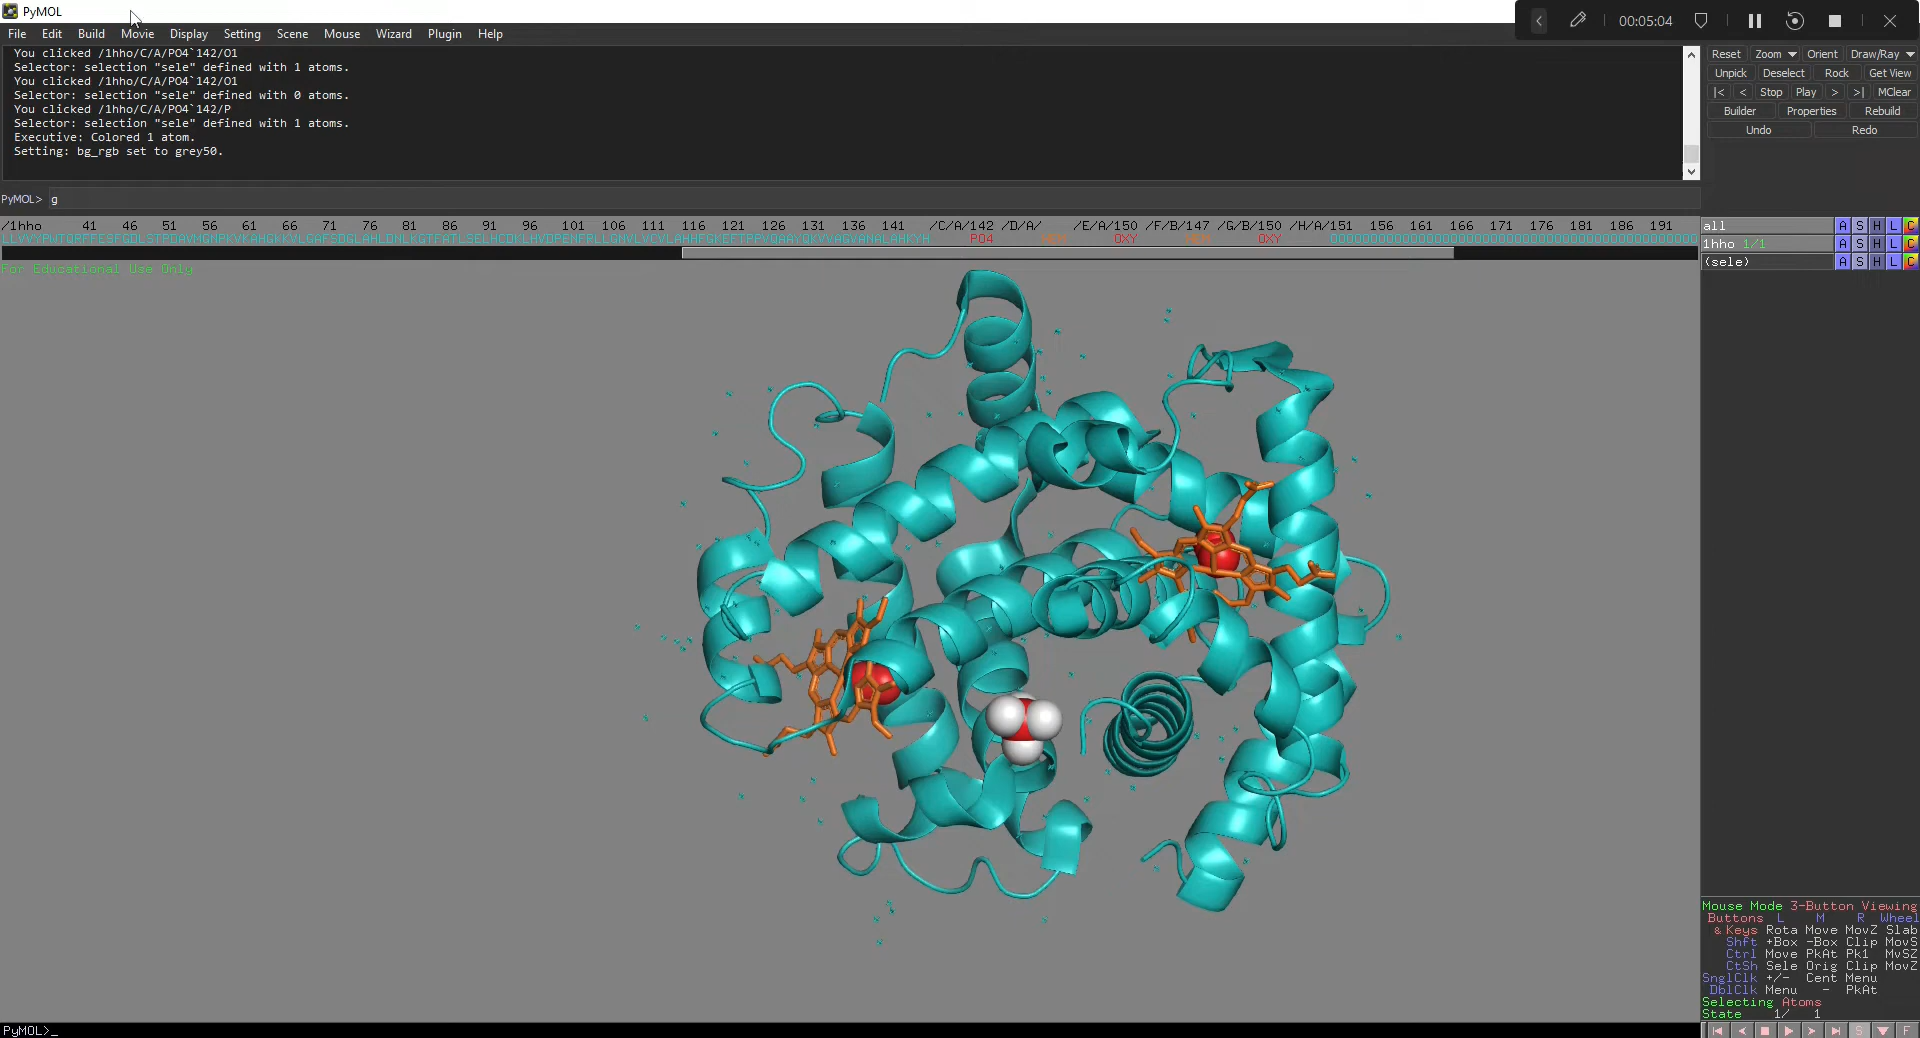 PyMOL
00:05:04
File Edit Build Movie Display Setting Scene Mouse Wizard Plugin Help
You clicked /1hho/C/A/PO4`142/O1
Selector: selection "sele" defined with 1 atoms.
You clicked /1hho/C/A/PO4`142/O1
Selector: selection "sele" defined with 0 atoms.
You clicked /1hho/C/A/PO4`142/P
Selector: selection "sele" defined with 1 atoms.
Executive: Colored 1 atom.
Setting: bg_rgb set to grey50.
Reset Zoom Orient Draw/Ray
Unpick Deselect Rock Get View
|< < Stop Play > >| MClear
Builder Properties Rebuild
Undo Redo
PyMOL> g
/1hho 41 46 51 56 61 66 71 76 81 86 91 96 101 106 111 116 121 126 131 136 141 /C/A/142 /D/A/ /E/A/150 /F/B/147 /G/B/150 /H/A/151 156 161 166 171 176 181 186 191
PO4 OXY OXY
all A S H L C
1hho 1/1 A S H L C
(sele) A S H L C
For Educational Use Only
Mouse Mode 3-Button Viewing
Buttons L M R Wheel
& Keys Rota Move MovZ Slab
Shft +Box -Box Clip MovS
Ctrl Move PkAt Pk1 MvSZ
CtSh Sele Orig Clip MovZ
SnglClk +/- Cent Menu
DblClk Menu - PkAt
Selecting Atoms
State 1/ 1
PyMOL>_
S F